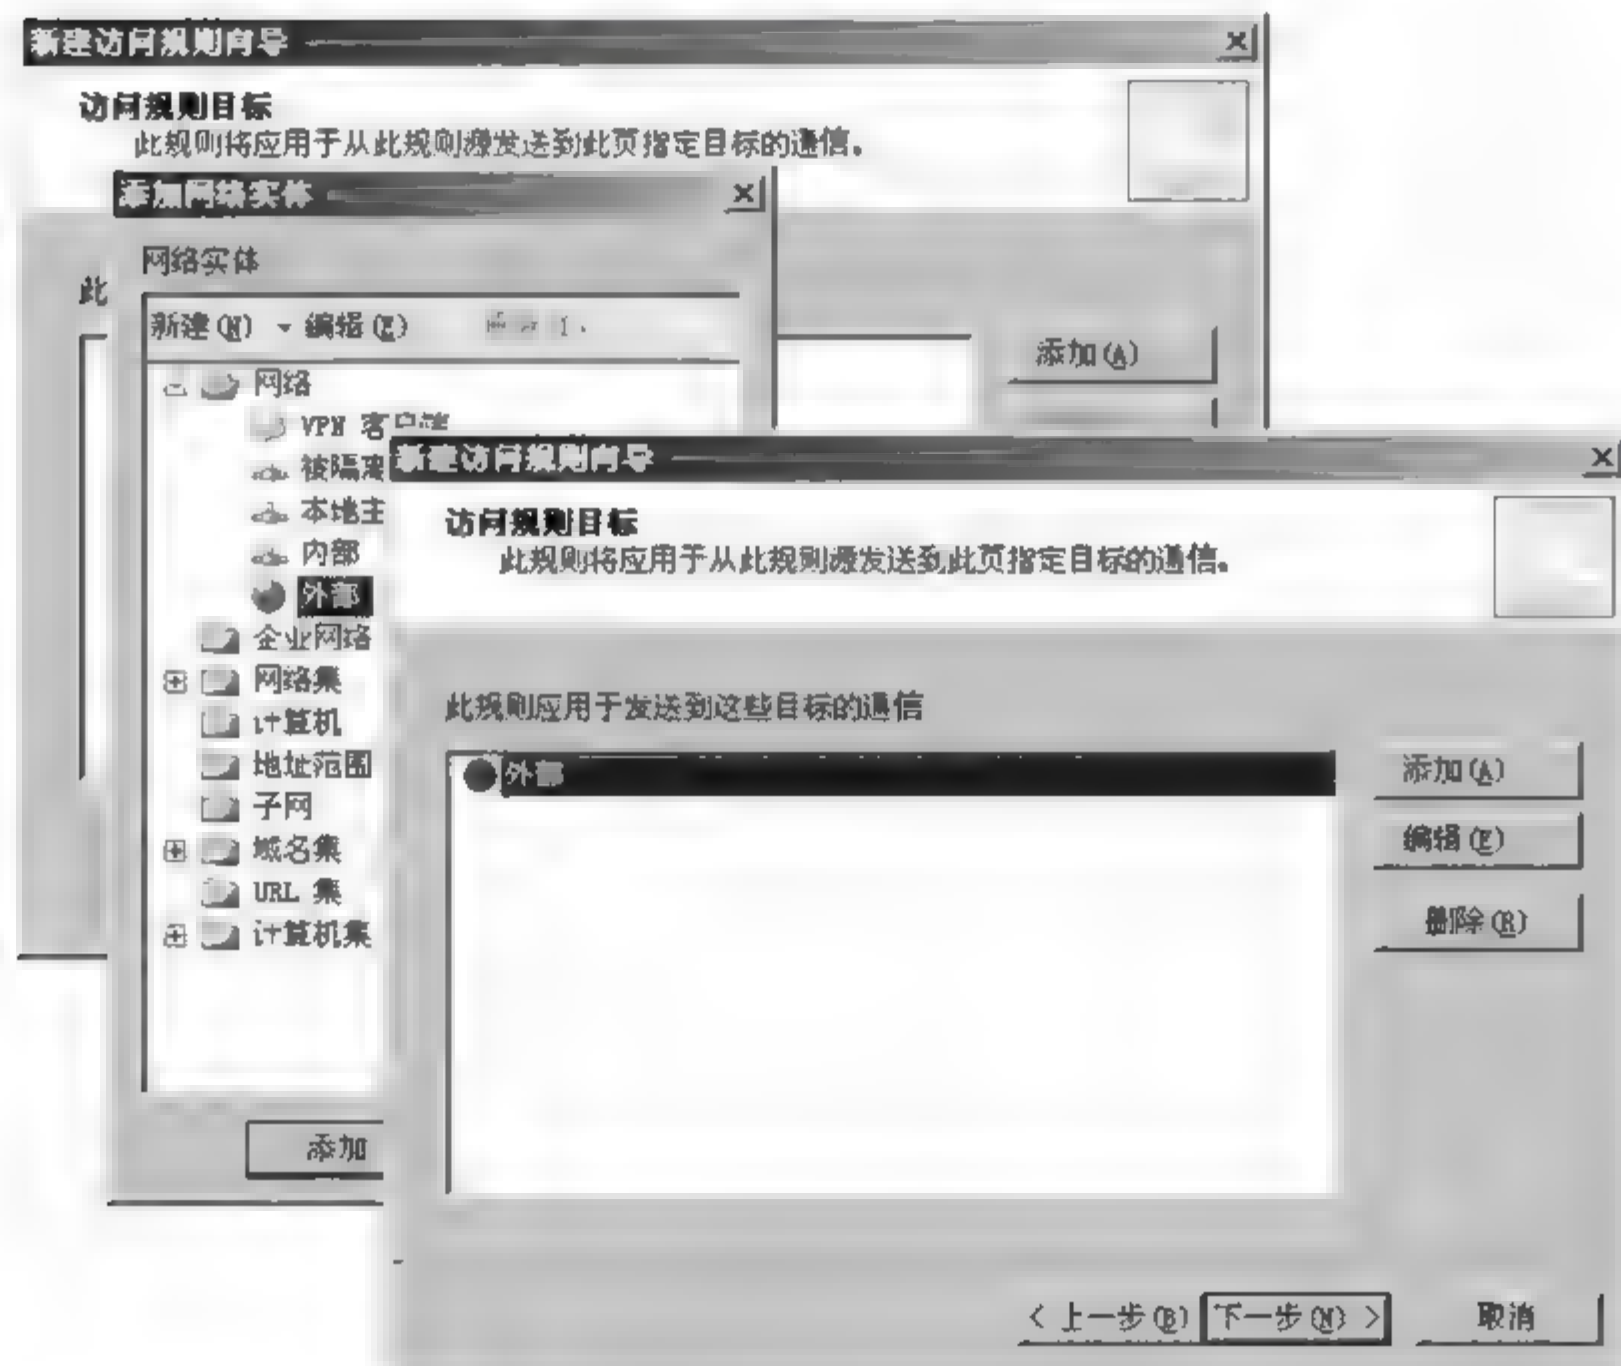 新建访问规则向导
访问规则目标
此规则将应用于从此规则源发送到此页指定目标的通信。
添加网络实体
网络实体
此
新建(N) 编辑(E)
添加(A)
网络
VPN 客户端
被隔离
本地主
内部
外部
企业网络
网络集
计算机
地址范围
子网
域名集
URL 集
计算机集
添加
新建访问规则向导
访问规则目标
此规则将应用于从此规则源发送到此页指定目标的通信。
此规则应用于发送到这些目标的通信
外部
添加(A)
编辑(E)
删除(R)
< 上一步(B) 下一步(N) > 取消